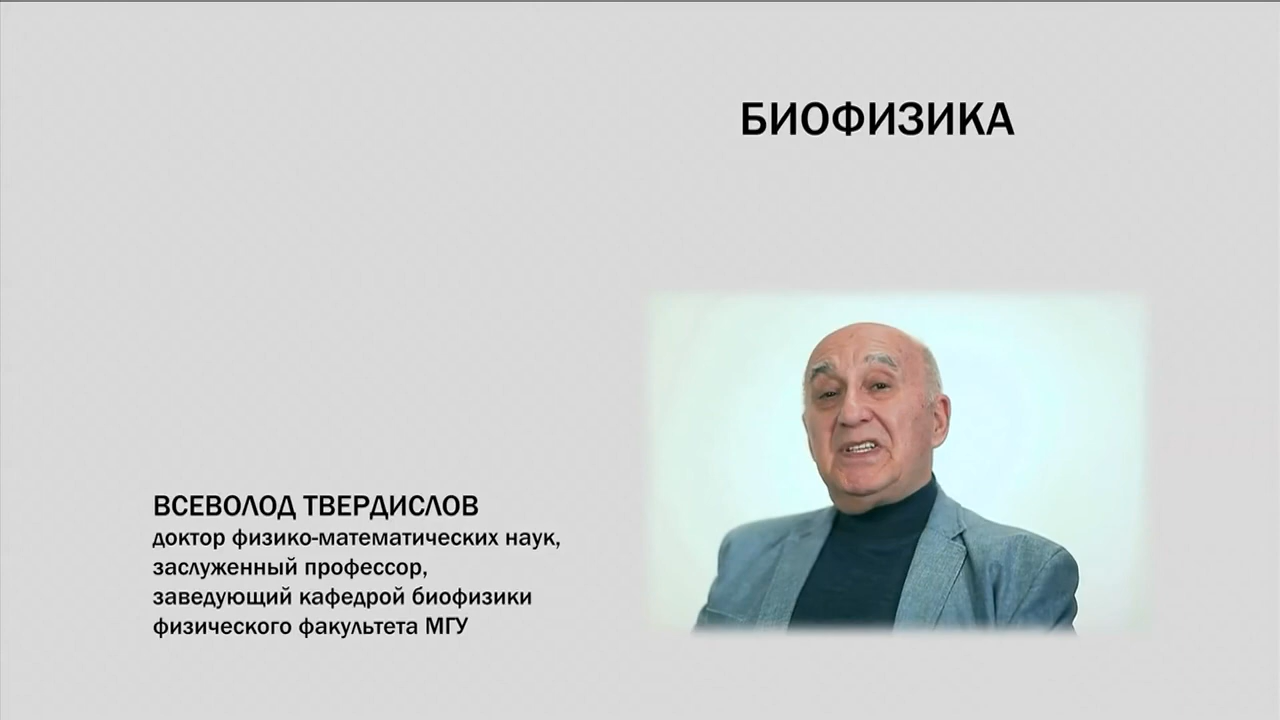 БИОФИЗИКА
ВСЕВОЛОД ТВЕРДИСЛОВ
доктор физико-математических наук,
заслуженный профессор,
заведующий кафедрой биофизики
физического факультета МГУ